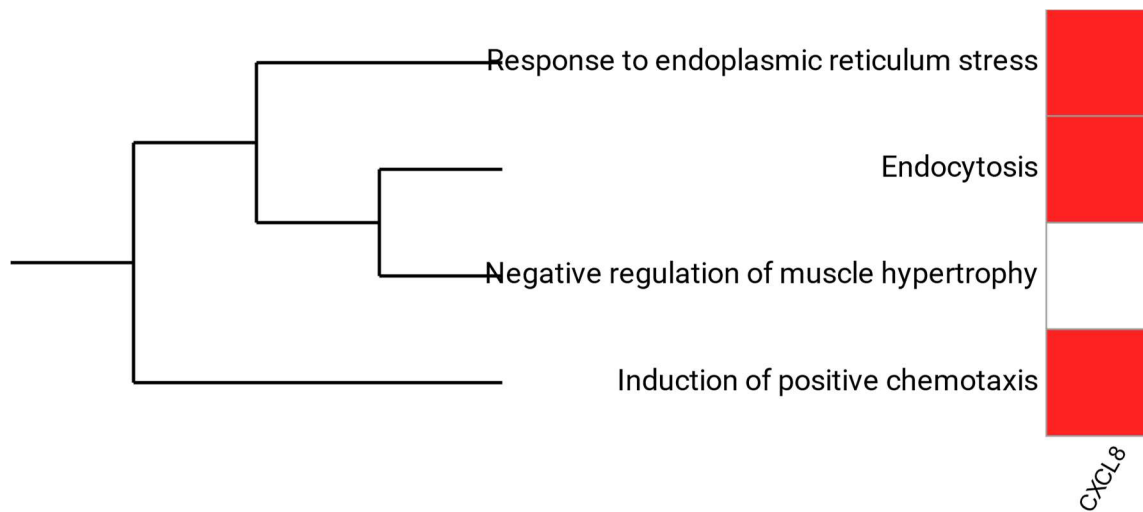 Response to endoplasmic reticulum stress
Endocytosis
Negative regulation of muscle hypertrophy
Induction of positive chemotaxis
CXCL8